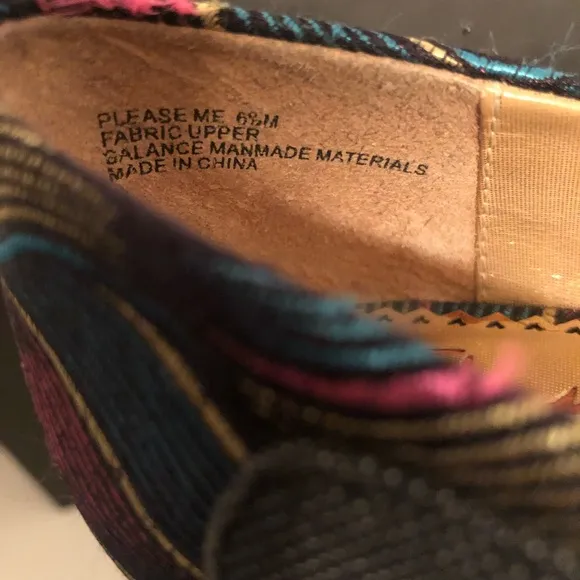 PLEASE ME 6½M
FABRIC UPPER
BALANCE MANMADE MATERIALS
MADE IN CHINA